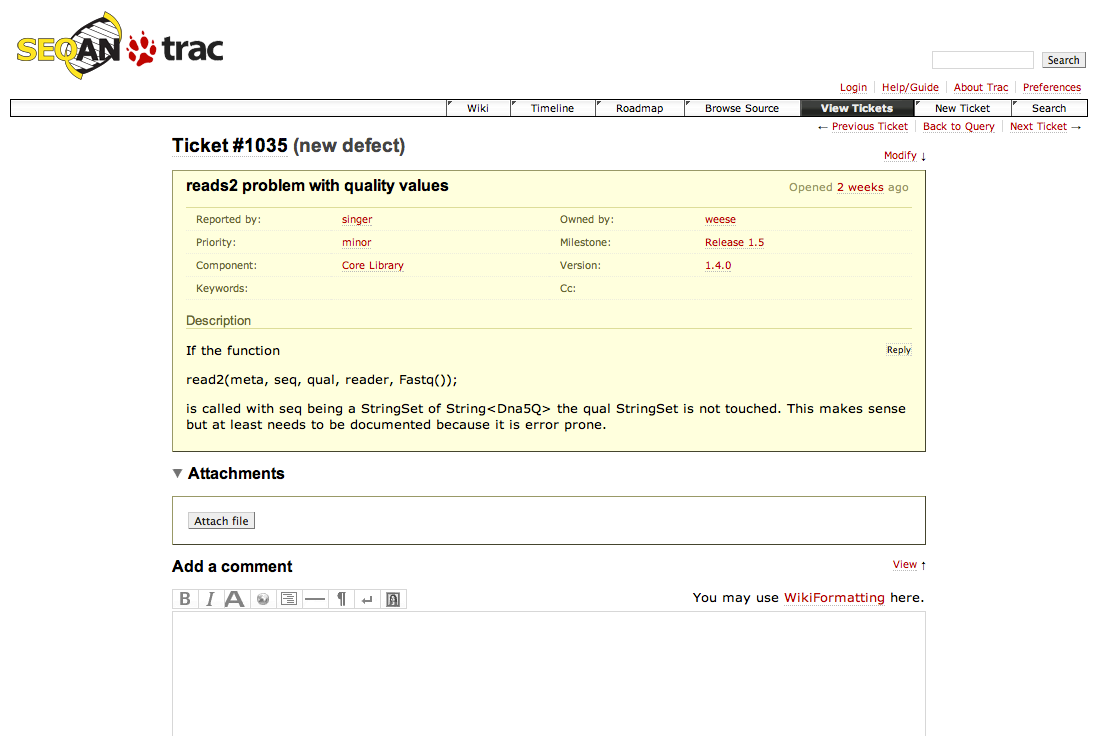 SEQAN trac
Search
Login Help/Guide About Trac Preferences
Wiki Timeline Roadmap Browse Source View Tickets New Ticket Search
← Previous Ticket Back to Query Next Ticket →
Ticket #1035 (new defect)
Modify ↓
reads2 problem with quality values Opened 2 weeks ago
Reported by: singer Owned by: weese
Priority: minor Milestone: Release 1.5
Component: Core Library Version: 1.4.0
Keywords: Cc:
Description
If the function Reply
read2(meta, seq, qual, reader, Fastq());
is called with seq being a StringSet of String<Dna5Q> the qual StringSet is not touched. This makes sense
but at least needs to be documented because it is error prone.
▼ Attachments
Attach file
Add a comment View ↑
B I A ¶ ↵ You may use WikiFormatting here.